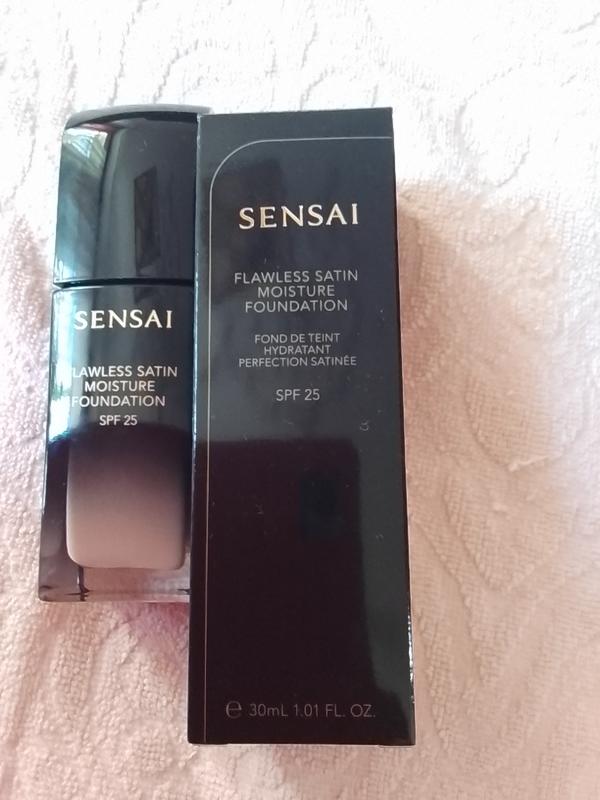 SENSAI
FLAWLESS SATIN
MOISTURE
FOUNDATION
SPF 25
SENSAI
FLAWLESS SATIN
MOISTURE
FOUNDATION
FOND DE TEINT
HYDRATANT
PERFECTION SATINÉE
SPF 25
℮ 30mL 1.01 FL. OZ.